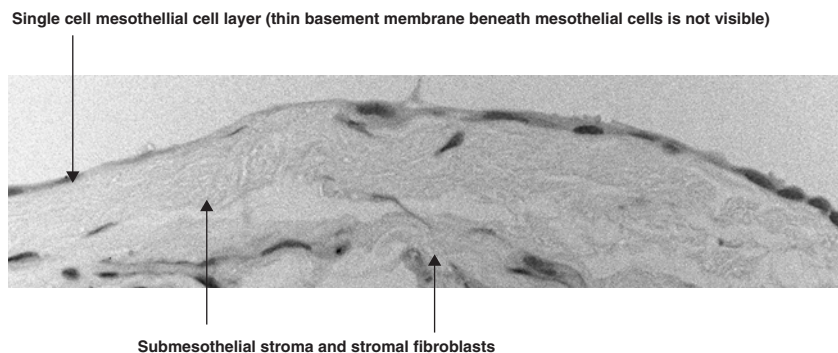 Single cell mesothellial cell layer (thin basement membrane beneath mesothelial cells is not visible)
Submesothelial stroma and stromal fibroblasts